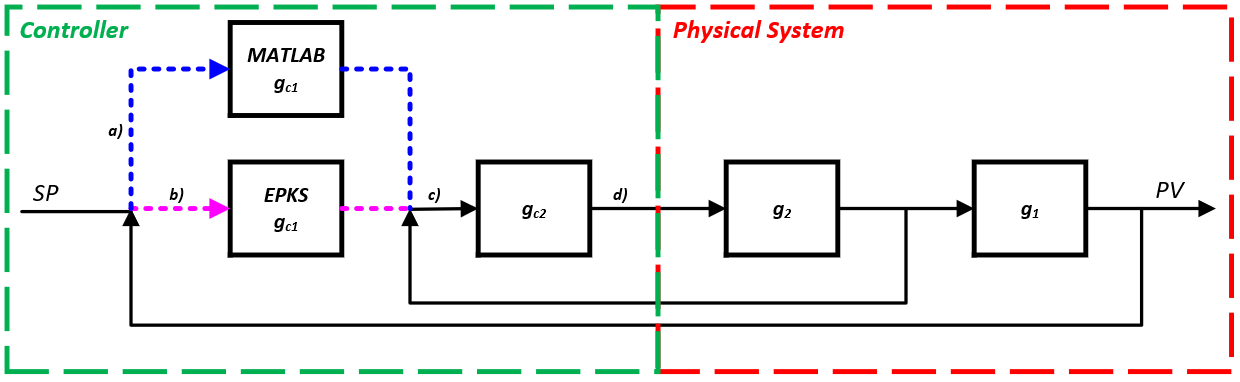 Controller
Physical System
MATLAB
gc1
a)
SP
b)
EPKS
gc1
c)
gc2
d)
g2
g1
PV